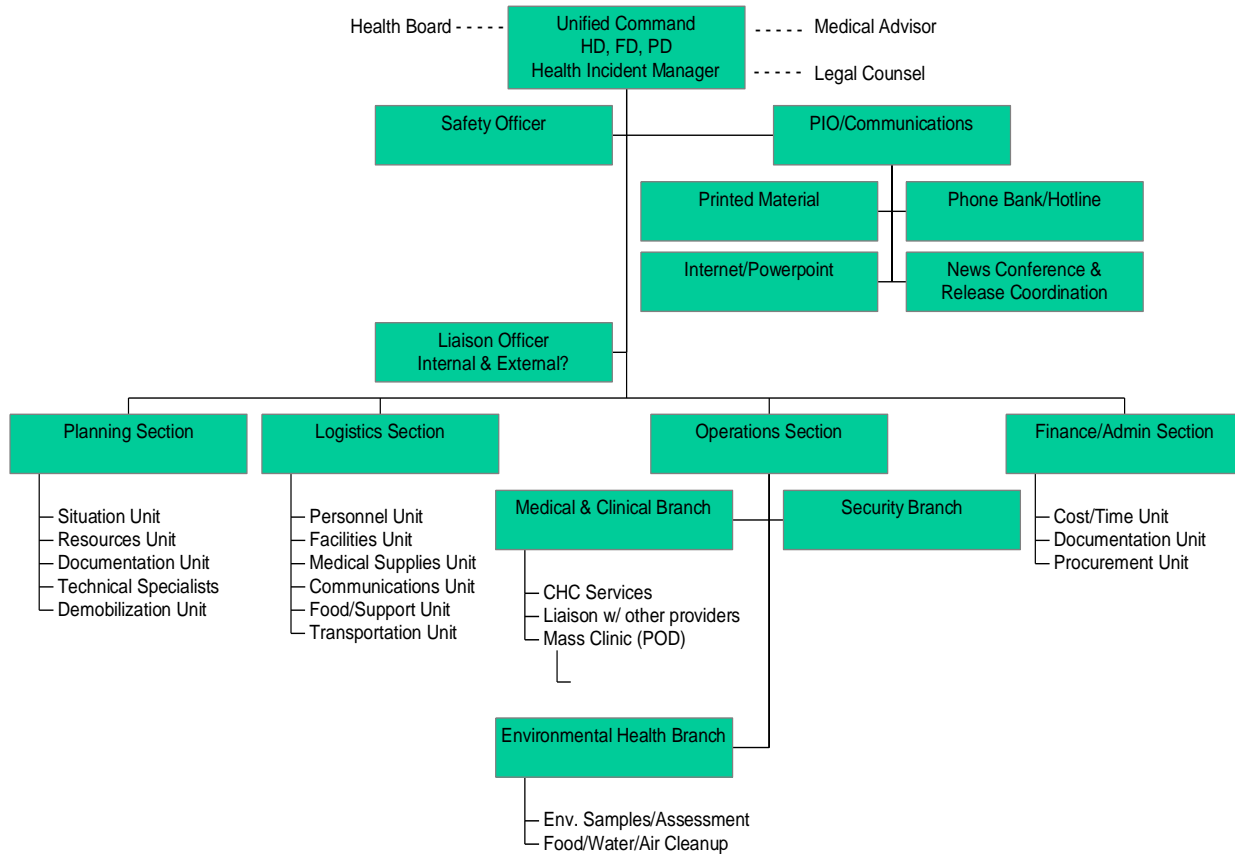 Health Board
Unified Command
HD, FD, PD
Health Incident Manager
Medical Advisor
Legal Counsel
Safety Officer
PIO/Communications
Printed Material
Phone Bank/Hotline
Internet/Powerpoint
News Conference &
Release Coordination
Liaison Officer
Internal & External?
Planning Section
Logistics Section
Operations Section
Finance/Admin Section
Situation Unit
Resources Unit
Documentation Unit
Technical Specialists
Demobilization Unit
Personnel Unit
Facilities Unit
Medical Supplies Unit
Communications Unit
Food/Support Unit
Transportation Unit
Medical & Clinical Branch
Security Branch
CHC Services
Liaison w/ other providers
Mass Clinic (POD)
Environmental Health Branch
Env. Samples/Assessment
Food/Water/Air Cleanup
Cost/Time Unit
Documentation Unit
Procurement Unit